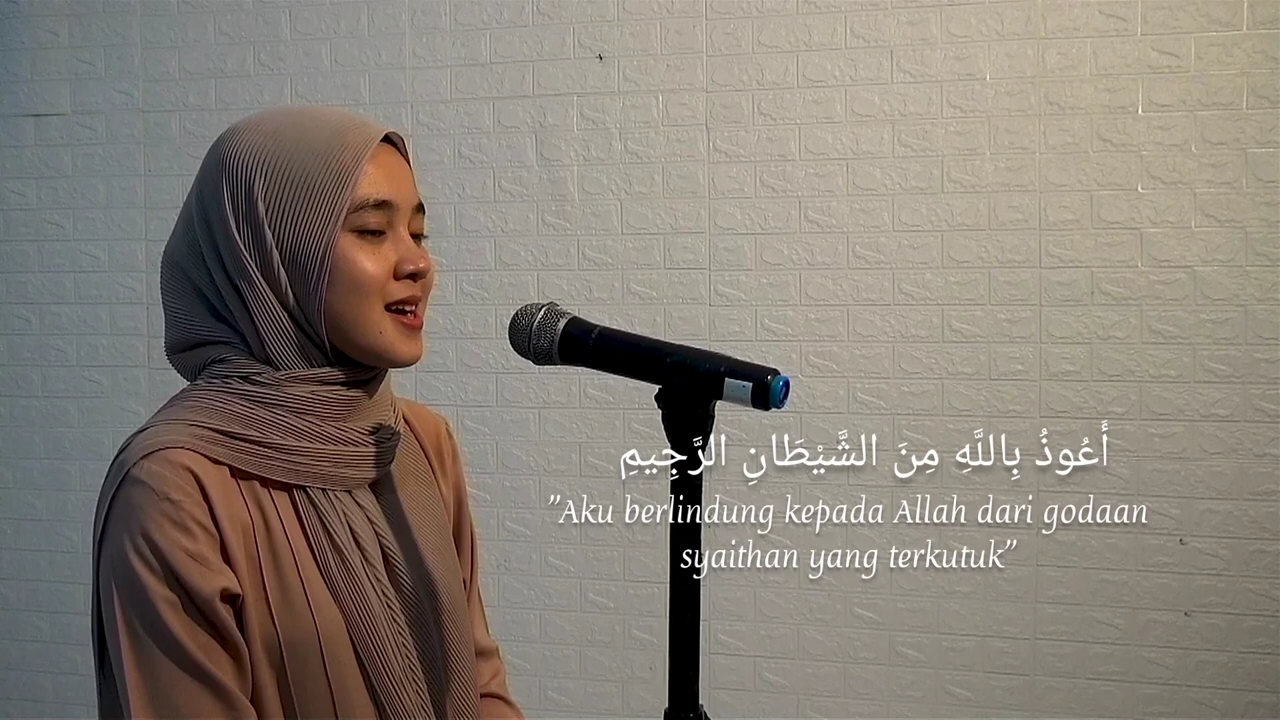 أَعُوذُ بِاللَّهِ مِنَ الشَّيْطَانِ الرَّجِيمِ
”Aku berlindung kepada Allah dari godaan
syaithan yang terkutuk”